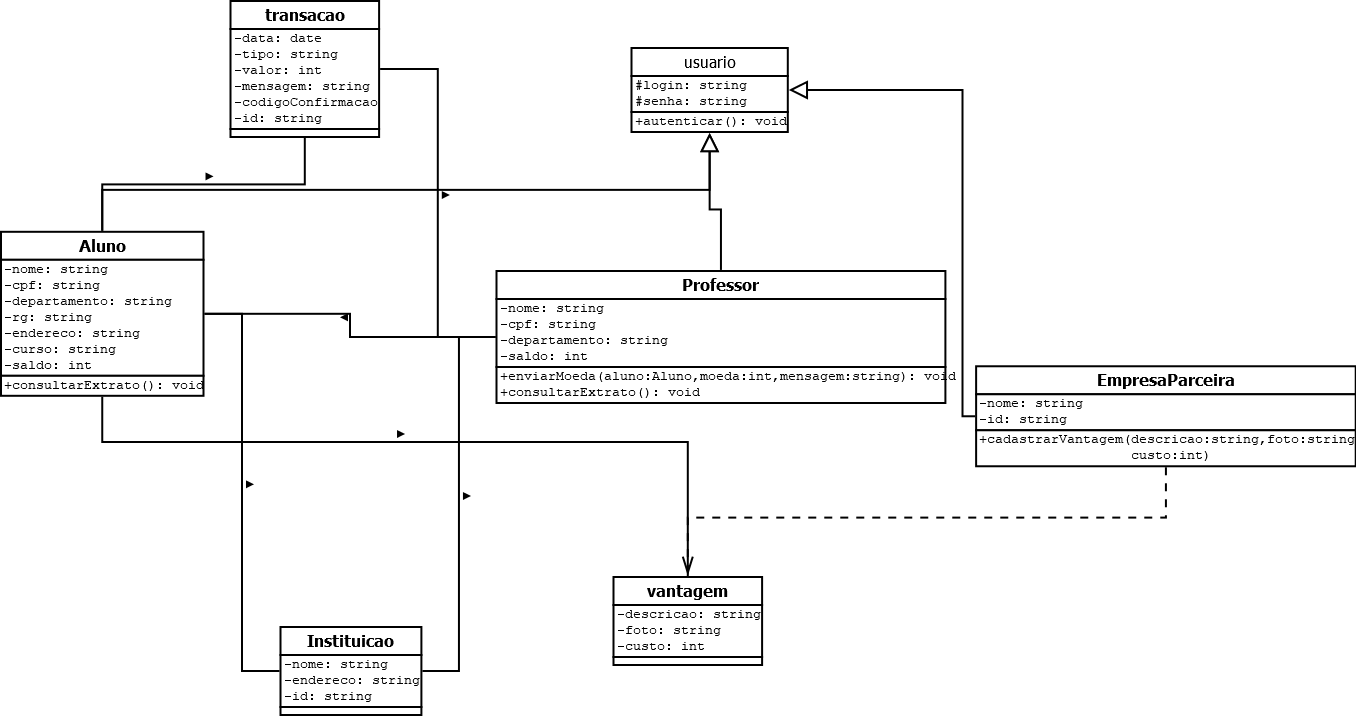 transacao
-data: date
-tipo: string
-valor: int
-mensagem: string
-codigoConfirmacao
-id: string
usuario
#login: string
#senha: string
+autenticar(): void
Aluno
-nome: string
-cpf: string
-departamento: string
-rg: string
-endereco: string
-curso: string
-saldo: int
+consultarExtrato(): void
Professor
-nome: string
-cpf: string
-departamento: string
-saldo: int
+enviarMoeda(aluno:Aluno,moeda:int,mensagem:string): void
+consultarExtrato(): void
EmpresaParceira
-nome: string
-id: string
+cadastrarVantagem(descricao:string,foto:string
custo:int)
vantagem
-descricao: string
-foto: string
-custo: int
Instituicao
-nome: string
-endereco: string
-id: string